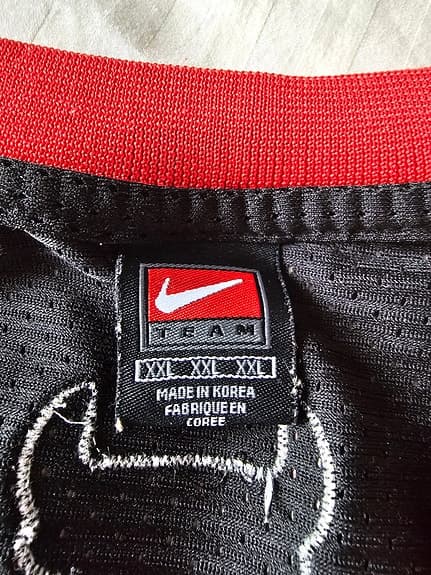 TEAM
XXL XXL XXL
MADE IN KOREA
FABRIQUE EN
COREE